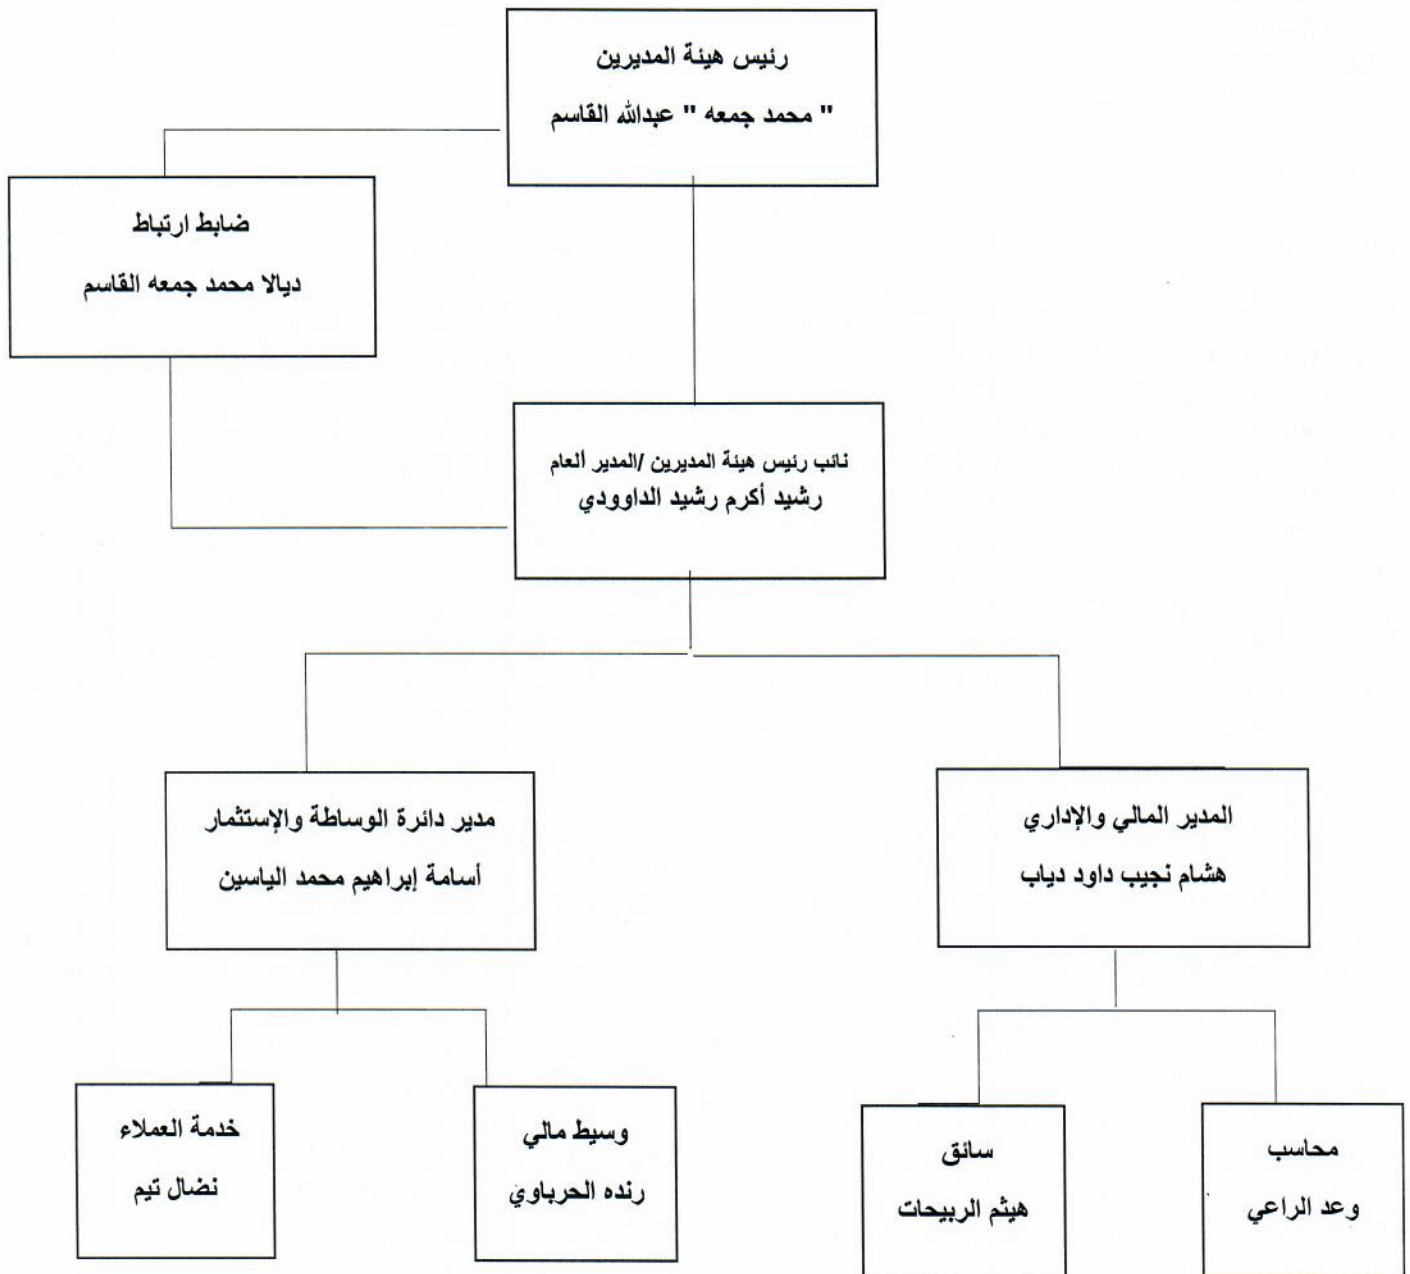 رئيس هيئة المديرين
" محمد جمعه " عبدالله القاسم
ضابط ارتباط
ديالا محمد جمعه القاسم
نائب رئيس هيئة المديرين /المدير ألعام
رشيد أكرم رشيد الداوودي
المدير المالي والإداري
هشام نجيب داود دياب
مدير دائرة الوساطة والإستثمار
أسامة إبراهيم محمد الياسين
محاسب
وعد الراعي
سائق
هيثم الربيحات
وسيط مالي
رنده الحرباوي
خدمة العملاء
نضال تيم